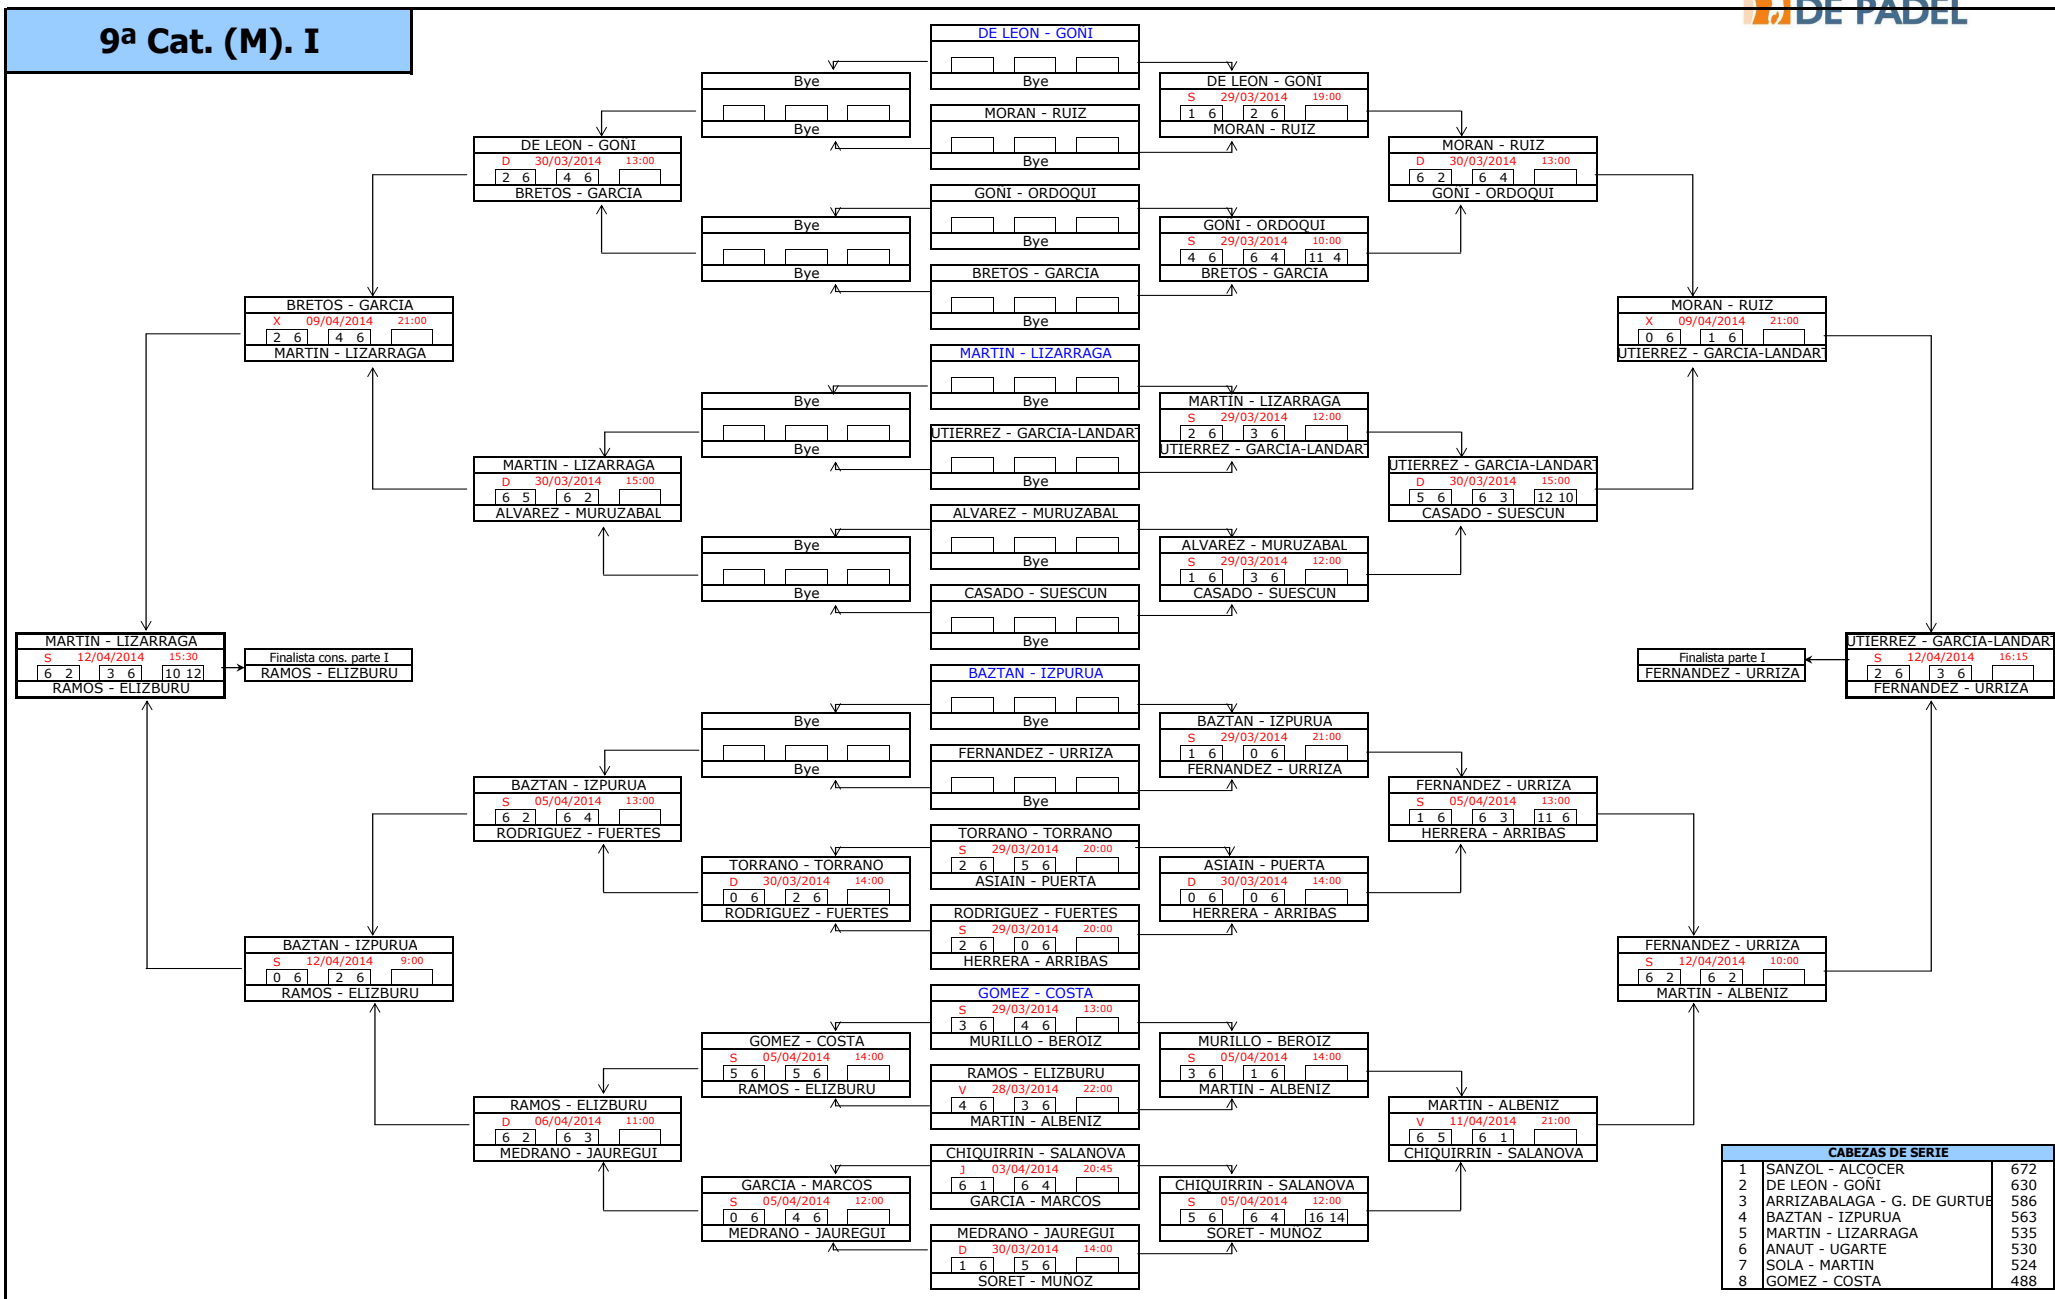 DE PADEL
9ª Cat. (M). I
MARTIN - LIZARRAGA
S 12/04/2014 15:30
6 2 3 6 10 12
RAMOS - ELIZBURU
Finalista cons. parte I
RAMOS - ELIZBURU
BRETOS - GARCIA
X 09/04/2014 21:00
2 6 4 6
MARTIN - LIZARRAGA
BAZTAN - IZPURUA
S 12/04/2014 9:00
0 6 2 6
RAMOS - ELIZBURU
DE LEON - GOÑI
D 30/03/2014 13:00
2 6 4 6
BRETOS - GARCIA
MARTIN - LIZARRAGA
D 30/03/2014 15:00
6 5 6 2
ALVAREZ - MURUZABAL
BAZTAN - IZPURUA
S 05/04/2014 13:00
6 2 6 4
RODRIGUEZ - FUERTES
RAMOS - ELIZBURU
D 06/04/2014 11:00
6 2 6 3
MEDRANO - JAUREGUI
Bye
Bye
Bye
Bye
Bye
Bye
Bye
Bye
Bye
Bye
TORRANO - TORRANO
D 30/03/2014 14:00
0 6 2 6
RODRIGUEZ - FUERTES
GOMEZ - COSTA
S 05/04/2014 14:00
5 6 5 6
RAMOS - ELIZBURU
GARCIA - MARCOS
S 05/04/2014 12:00
0 6 4 6
MEDRANO - JAUREGUI
DE LEON - GOÑI
Bye
MORAN - RUIZ
Bye
GOÑI - ORDOQUI
Bye
BRETOS - GARCIA
Bye
MARTIN - LIZARRAGA
Bye
UTIERREZ - GARCIA-LANDART
Bye
ALVAREZ - MURUZABAL
Bye
CASADO - SUESCUN
Bye
BAZTAN - IZPURUA
Bye
FERNANDEZ - URRIZA
Bye
TORRANO - TORRANO
S 29/03/2014 20:00
2 6 5 6
ASIAIN - PUERTA
RODRIGUEZ - FUERTES
S 29/03/2014 20:00
2 6 0 6
HERRERA - ARRIBAS
GOMEZ - COSTA
S 29/03/2014 13:00
3 6 4 6
MURILLO - BEROIZ
RAMOS - ELIZBURU
V 28/03/2014 22:00
4 6 3 6
MARTIN - ALBENIZ
CHIQUIRRIN - SALANOVA
J 03/04/2014 20:45
6 1 6 4
GARCIA - MARCOS
MEDRANO - JAUREGUI
D 30/03/2014 14:00
1 6 5 6
SORET - MUÑOZ
DE LEON - GOÑI
S 29/03/2014 19:00
1 6 2 6
MORAN - RUIZ
GOÑI - ORDOQUI
S 29/03/2014 10:00
4 6 6 4 11 4
BRETOS - GARCIA
MARTIN - LIZARRAGA
S 29/03/2014 12:00
2 6 3 6
UTIERREZ - GARCIA-LANDART
ALVAREZ - MURUZABAL
S 29/03/2014 12:00
1 6 3 6
CASADO - SUESCUN
BAZTAN - IZPURUA
S 29/03/2014 21:00
1 6 0 6
FERNANDEZ - URRIZA
ASIAIN - PUERTA
D 30/03/2014 14:00
0 6 0 6
HERRERA - ARRIBAS
MURILLO - BEROIZ
S 05/04/2014 14:00
3 6 1 6
MARTIN - ALBENIZ
CHIQUIRRIN - SALANOVA
S 05/04/2014 12:00
5 6 6 4 16 14
SORET - MUÑOZ
MORAN - RUIZ
D 30/03/2014 13:00
6 2 6 4
GOÑI - ORDOQUI
UTIERREZ - GARCIA-LANDART
D 30/03/2014 15:00
5 6 6 3 12 10
CASADO - SUESCUN
FERNANDEZ - URRIZA
S 05/04/2014 13:00
1 6 6 3 11 6
HERRERA - ARRIBAS
MARTIN - ALBENIZ
V 11/04/2014 21:00
6 5 6 1
CHIQUIRRIN - SALANOVA
MORAN - RUIZ
X 09/04/2014 21:00
0 6 1 6
UTIERREZ - GARCIA-LANDART
FERNANDEZ - URRIZA
S 12/04/2014 10:00
6 2 6 2
MARTIN - ALBENIZ
Finalista parte I
FERNANDEZ - URRIZA
UTIERREZ - GARCIA-LANDART
S 12/04/2014 16:15
2 6 3 6
FERNANDEZ - URRIZA
CABEZAS DE SERIE
1 SANZOL - ALCOCER 672
2 DE LEON - GOÑI 630
3 ARRIZABALAGA - G. DE GURTUB 586
4 BAZTAN - IZPURUA 563
5 MARTIN - LIZARRAGA 535
6 ANAUT - UGARTE 530
7 SOLA - MARTIN 524
8 GOMEZ - COSTA 488